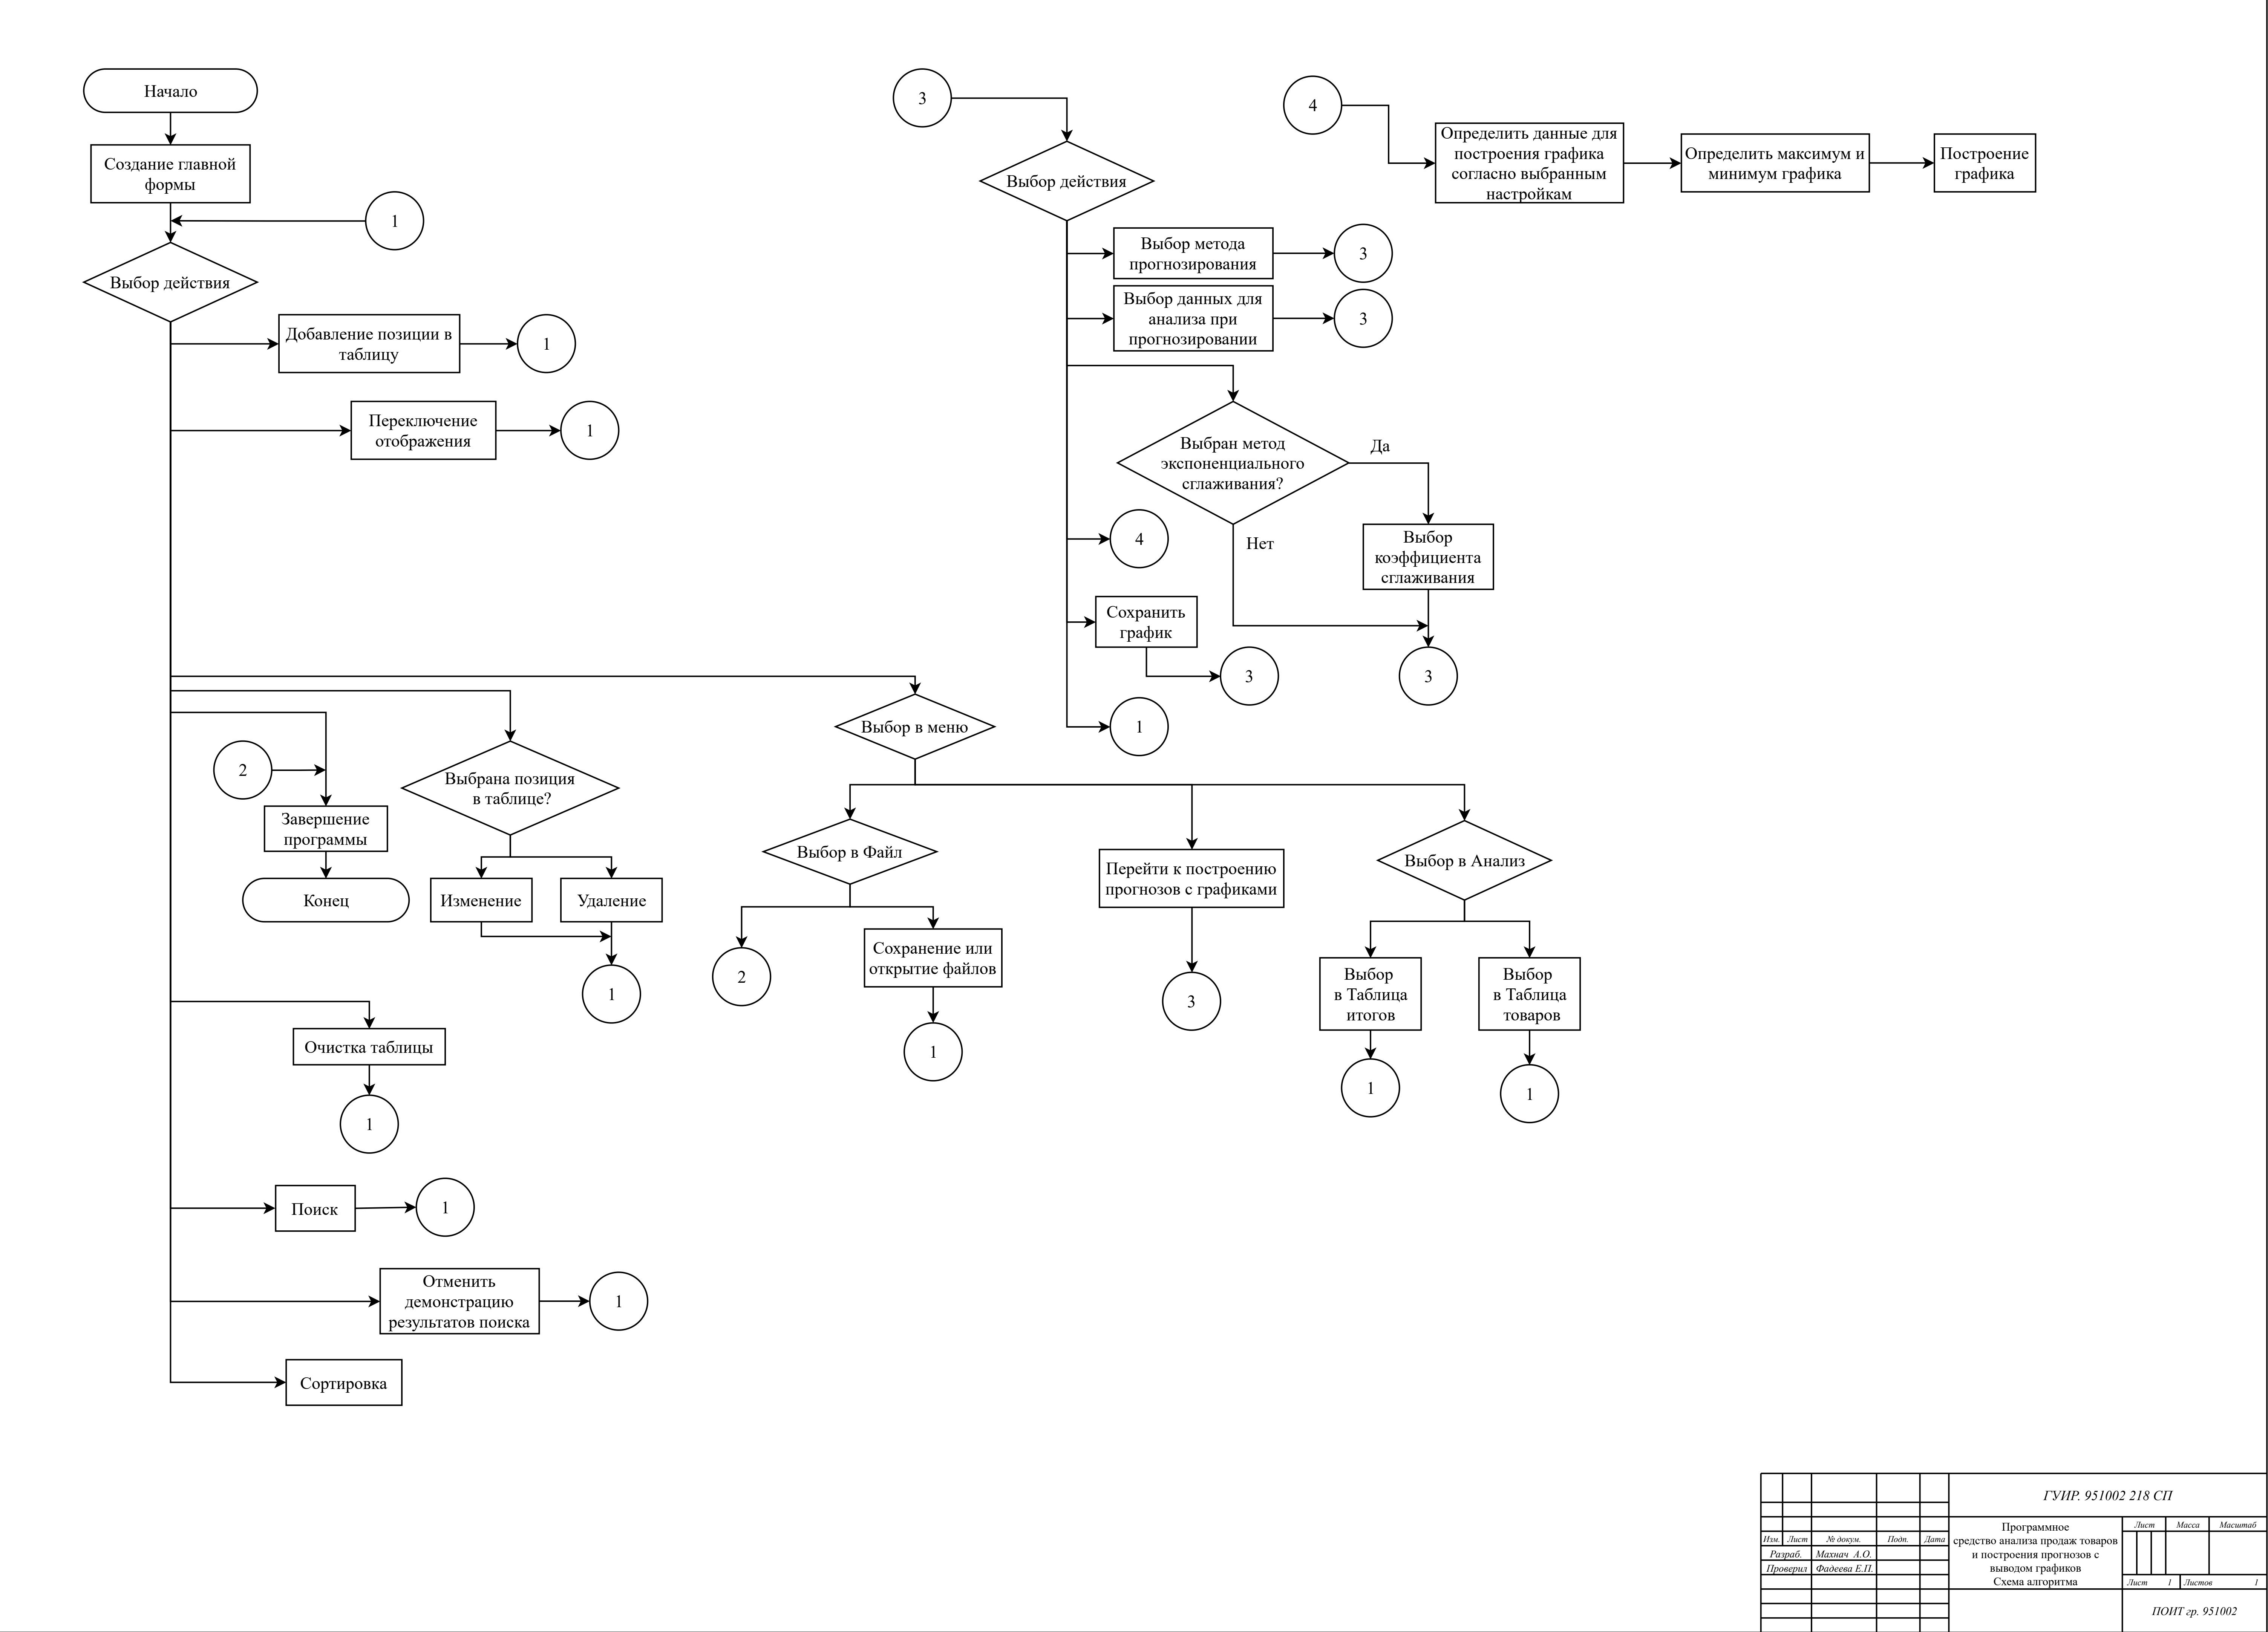 Начало
Создание главной
формы
1
Выбор действия
Добавление позиции в
таблицу
1
Переключение
отображения
1
3
Выбор действия
Выбор метода
прогнозирования
3
Выбор данных для
анализа при
прогнозировании
3
Выбран метод
экспоненциального
сглаживания?
Да
Нет
Выбор
коэффициента
сглаживания
3
4
Сохранить
график
3
1
4
Определить данные для
построения графика
согласно выбранным
настройкам
Определить максимум и
минимум графика
Построение
графика
2
Завершение
программы
Конец
Выбрана позиция
в таблице?
Изменение
Удаление
1
Выбор в меню
Выбор в Файл
2
Сохранение или
открытие файлов
1
Перейти к построению
прогнозов с графиками
3
Выбор в Анализ
Выбор
в Таблица
итогов
1
Выбор
в Таблица
товаров
1
Очистка таблицы
1
Поиск
1
Отменить
демонстрацию
результатов поиска
1
Сортировка
ГУИР. 951002 218 СП
Изм. Лист № докум. Подп. Дата
Разраб. Махнач А.О.
Проверил Фадеева Е.П.
Программное
средство анализа продаж товаров
и построения прогнозов с
выводом графиков
Схема алгоритма
Лист Масса Масштаб
Лист 1 Листов 1
ПОИТ гр. 951002